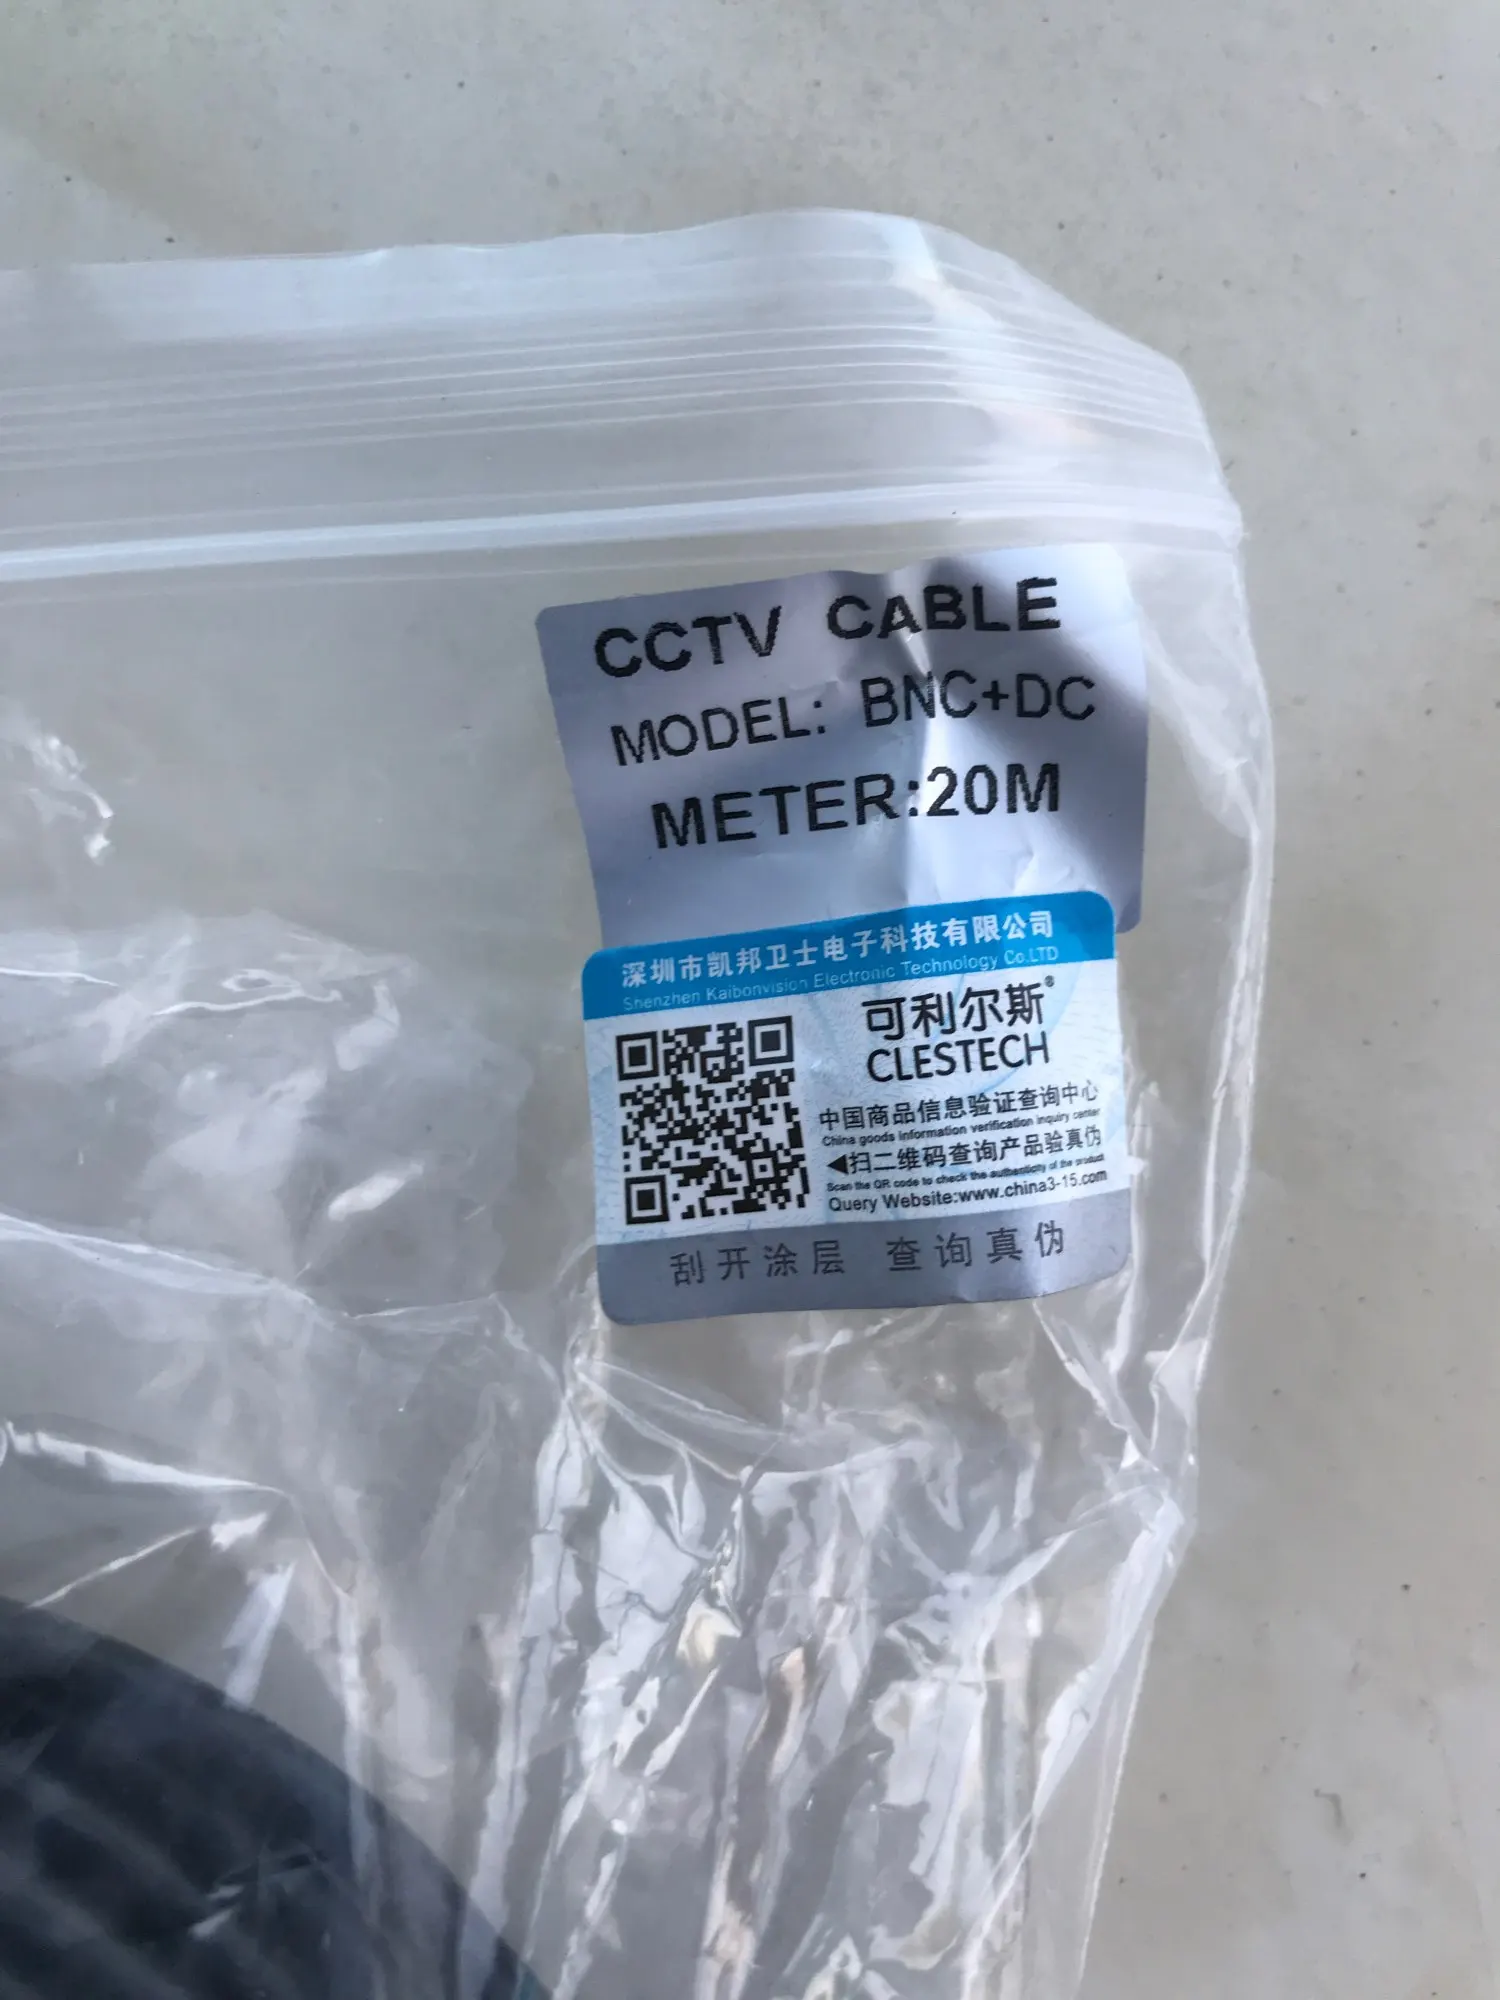 CCTV CABLE
MODEL: BNC+DC
METER:20M
深圳市凯邦卫士电子科技有限公司
Shenzhen Kaibonvision Electronic Technology Co.LTD
可利尔斯®
CLESTECH
中国商品信息验证查询中心
China goods information verification inquiry center
◀扫二维码查询产品验真伪
Scan the QR code to check the authenticity of the product
Query Website:www.china3-15.com
刮开涂层 查询真伪